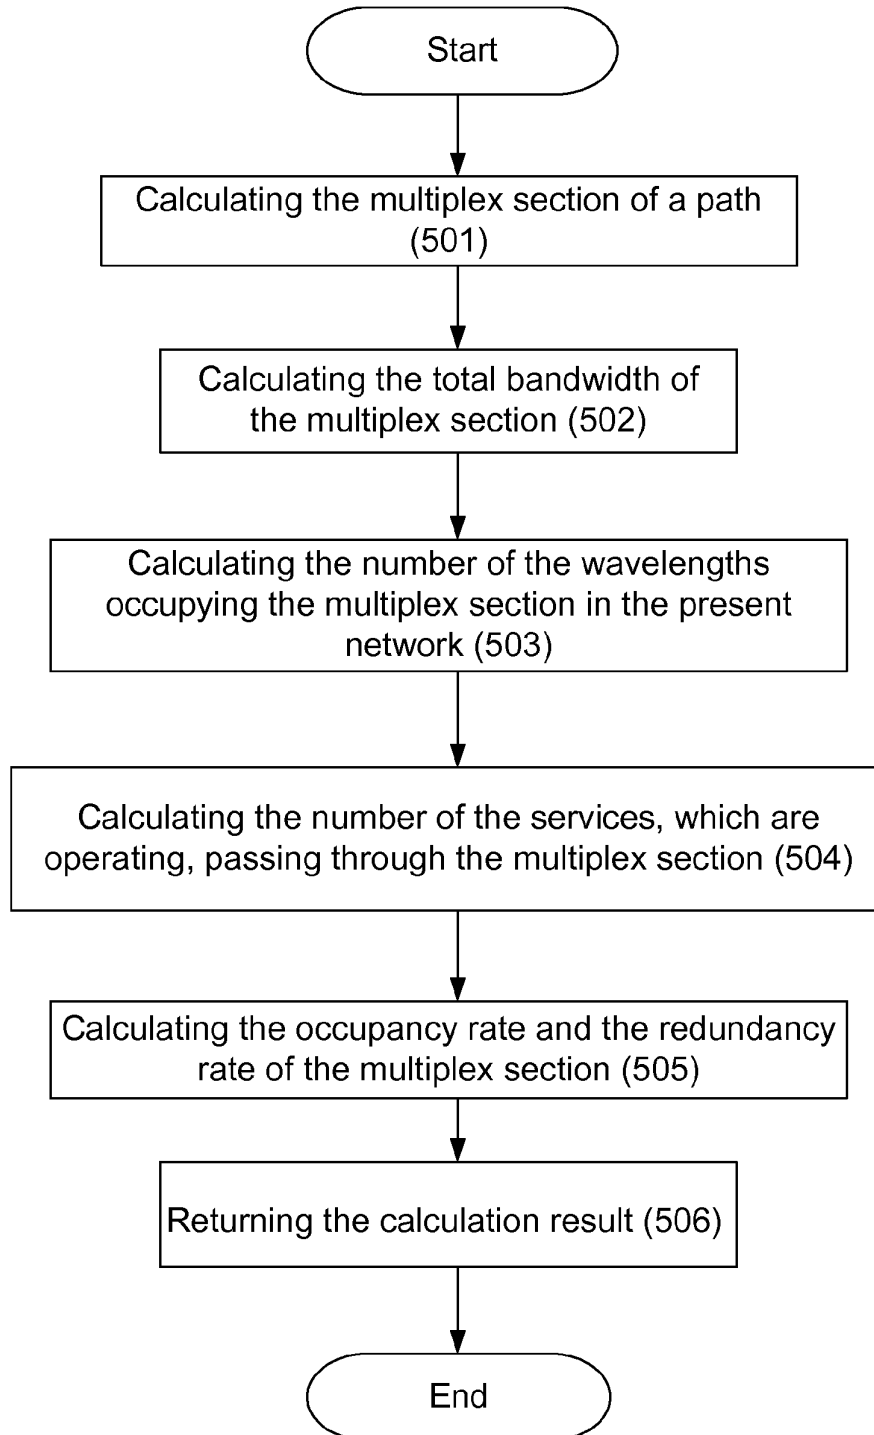 Start
Calculating the multiplex section of a path
(501)
Calculating the total bandwidth of
the multiplex section (502)
Calculating the number of the wavelengths
occupying the multiplex section in the present
network (503)
Calculating the number of the services, which are
operating, passing through the multiplex section (504)
Calculating the occupancy rate and the redundancy
rate of the multiplex section (505)
Returning the calculation result (506)
End